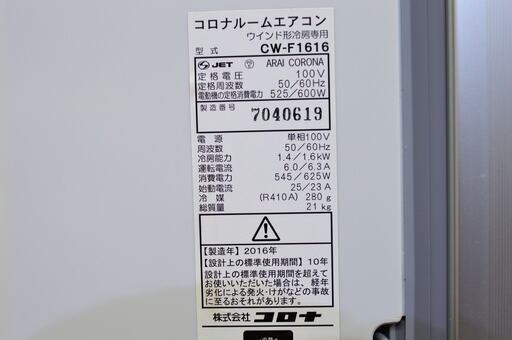 コロナルームエアコン
ウインド形冷房専用
型式 CW-F1616
JET ARAI CORONA
定格電圧 100V
定格周波数 50/60Hz
電動機の定格消費電力 525/600W
製造番号 7040619
電源 単相100V
周波数 50/60Hz
冷房能力 1.4/1.6kW
運転電流 6.0/6.3A
消費電力 545/625W
始動電流 25/23A
冷媒 (R410A) 280g
総質量 21kg
【製造年】2016年
【設計上の標準使用期間】10年
設計上の標準使用期間を超えて
お使いいただいた場合は、経年
劣化による発火・けがなどの事故
に至るおそれがあります。
株式会社 コロナ